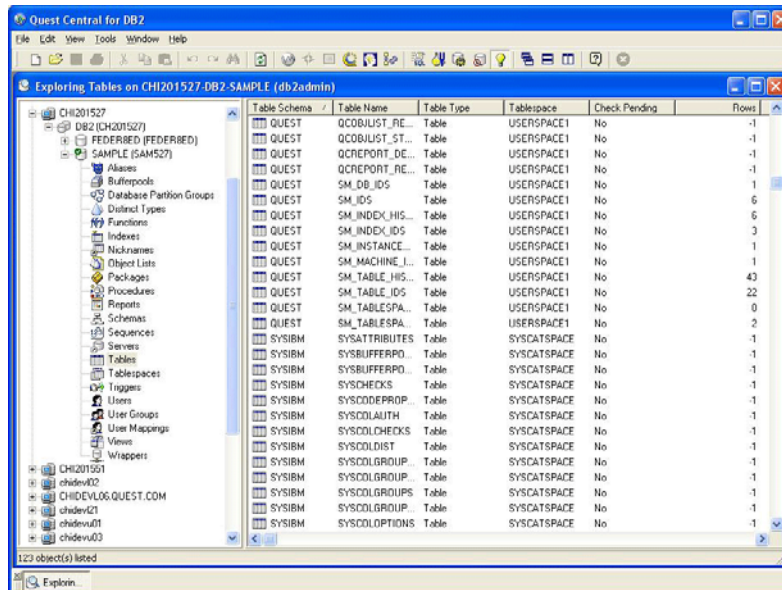 Quest Central for DB2
File Edit View Tools Window Help
Exploring Tables on CHI201527-DB2-SAMPLE (db2admin)
CHI201527
DB2 (CH201527)
FEDER8ED (FEDER8ED)
SAMPLE (SAM527)
Aliases
Bufferpools
Database Partition Groups
Distinct Types
Functions
Indexes
Nicknames
Object Lists
Packages
Procedures
Reports
Schemas
Sequences
Servers
Tables
Tablespaces
Triggers
Users
User Groups
User Mappings
Views
Wrappers
CHI201551
chidevl02
CHIDEVL06.QUEST.COM
chidevl21
chidevu01
chidevu03
Table Schema / Table Name Table Type Tablespace Check Pending Rows
QUEST QCOBJLIST_RE... Table USERSPACE1 No -1
QUEST QCOBJLIST_ST... Table USERSPACE1 No -1
QUEST QCREPORT_DE... Table USERSPACE1 No -1
QUEST QCREPORT_RE... Table USERSPACE1 No -1
QUEST SM_DB_IDS Table USERSPACE1 No 1
QUEST SM_IDS Table USERSPACE1 No 6
QUEST SM_INDEX_HIS... Table USERSPACE1 No 6
QUEST SM_INDEX_IDS Table USERSPACE1 No 3
QUEST SM_INSTANCE... Table USERSPACE1 No 1
QUEST SM_MACHINE_I... Table USERSPACE1 No 1
QUEST SM_TABLE_HIS... Table USERSPACE1 No 43
QUEST SM_TABLE_IDS Table USERSPACE1 No 22
QUEST SM_TABLESPA... Table USERSPACE1 No 0
QUEST SM_TABLESPA... Table USERSPACE1 No 2
SYSIBM SYSATTRIBUTES Table SYSCATSPACE No -1
SYSIBM SYSBUFFERPO... Table SYSCATSPACE No -1
SYSIBM SYSBUFFERPO... Table SYSCATSPACE No -1
SYSIBM SYSCHECKS Table SYSCATSPACE No -1
SYSIBM SYSCODEPROP... Table SYSCATSPACE No -1
SYSIBM SYSCOLAUTH Table SYSCATSPACE No -1
SYSIBM SYSCOLCHECKS Table SYSCATSPACE No -1
SYSIBM SYSCOLDIST Table SYSCATSPACE No -1
SYSIBM SYSCOLGROUP... Table SYSCATSPACE No -1
SYSIBM SYSCOLGROUP... Table SYSCATSPACE No -1
SYSIBM SYSCOLGROUPS Table SYSCATSPACE No -1
SYSIBM SYSCOLGROUP... Table SYSCATSPACE No -1
SYSIBM SYSCOLOPTIONS Table SYSCATSPACE No -1
123 object(s) listed
Explorin...